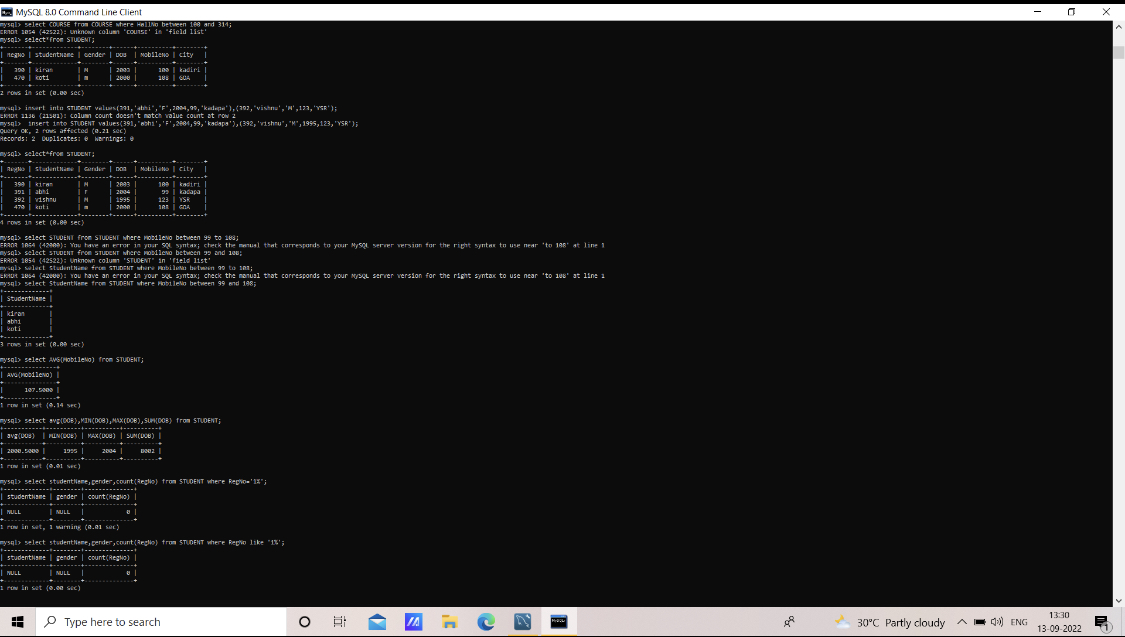 MySQL 8.0 Command Line Client
mysql> select COURSE from COURSE where HallNo between 100 and 314;
ERROR 1054 (42S22): Unknown column 'COURSE' in 'field list'
mysql> select*from STUDENT;
+-------+-------------+--------+------+----------+--------+
| RegNo | StudentName | Gender | DOB | MobileNo | City |
+-------+-------------+--------+------+----------+--------+
| 390 | kiran | M | 2003 | 100 | kadiri |
| 470 | koti | m | 2000 | 108 | GOA |
+-------+-------------+--------+------+----------+--------+
2 rows in set (0.00 sec)
mysql> insert into STUDENT values(391,'abhi','F',2004,99,'kadapa'),(392,'vishnu','M',123,'YSR');
ERROR 1136 (21S01): Column count doesn't match value count at row 2
mysql> insert into STUDENT values(391,'abhi','F',2004,99,'kadapa'),(392,'vishnu','M',1995,123,'YSR');
Query OK, 2 rows affected (0.21 sec)
Records: 2 Duplicates: 0 Warnings: 0
mysql> select*from STUDENT;
+-------+-------------+--------+------+----------+--------+
| RegNo | StudentName | Gender | DOB | MobileNo | City |
+-------+-------------+--------+------+----------+--------+
| 390 | kiran | M | 2003 | 100 | kadiri |
| 391 | abhi | F | 2004 | 99 | kadapa |
| 392 | vishnu | M | 1995 | 123 | YSR |
| 470 | koti | m | 2000 | 108 | GOA |
+-------+-------------+--------+------+----------+--------+
4 rows in set (0.00 sec)
mysql> select STUDENT from STUDENT where MobileNo between 99 to 108;
ERROR 1064 (42000): You have an error in your SQL syntax; check the manual that corresponds to your MySQL server version for the right syntax to use near 'to 108' at line 1
mysql> select STUDENT from STUDENT where MobileNo between 99 and 108;
ERROR 1054 (42S22): Unknown column 'STUDENT' in 'field list'
mysql> select StudentName from STUDENT where MobileNo between 99 to 108;
ERROR 1064 (42000): You have an error in your SQL syntax; check the manual that corresponds to your MySQL server version for the right syntax to use near 'to 108' at line 1
mysql> select StudentName from STUDENT where MobileNo between 99 and 108;
+-------------+
| StudentName |
+-------------+
| kiran |
| abhi |
| koti |
+-------------+
3 rows in set (0.00 sec)
mysql> select AVG(MobileNo) from STUDENT;
+---------------+
| AVG(MobileNo) |
+---------------+
| 107.5000 |
+---------------+
1 row in set (0.14 sec)
mysql> select avg(DOB),MIN(DOB),MAX(DOB),SUM(DOB) from STUDENT;
+-----------+----------+----------+----------+
| avg(DOB) | MIN(DOB) | MAX(DOB) | SUM(DOB) |
+-----------+----------+----------+----------+
| 2000.5000 | 1995 | 2004 | 8002 |
+-----------+----------+----------+----------+
1 row in set (0.01 sec)
mysql> select studentName,gender,count(RegNo) from STUDENT where RegNo='1%';
+-------------+--------+--------------+
| studentName | gender | count(RegNo) |
+-------------+--------+--------------+
| NULL | NULL | 0 |
+-------------+--------+--------------+
1 row in set, 1 warning (0.01 sec)
mysql> select studentName,gender,count(RegNo) from STUDENT where RegNo like '1%';
+-------------+--------+--------------+
| studentName | gender | count(RegNo) |
+-------------+--------+--------------+
| NULL | NULL | 0 |
+-------------+--------+--------------+
1 row in set (0.00 sec)
Type here to search
30°C Partly cloudy
ENG
13:30
13-09-2022
1